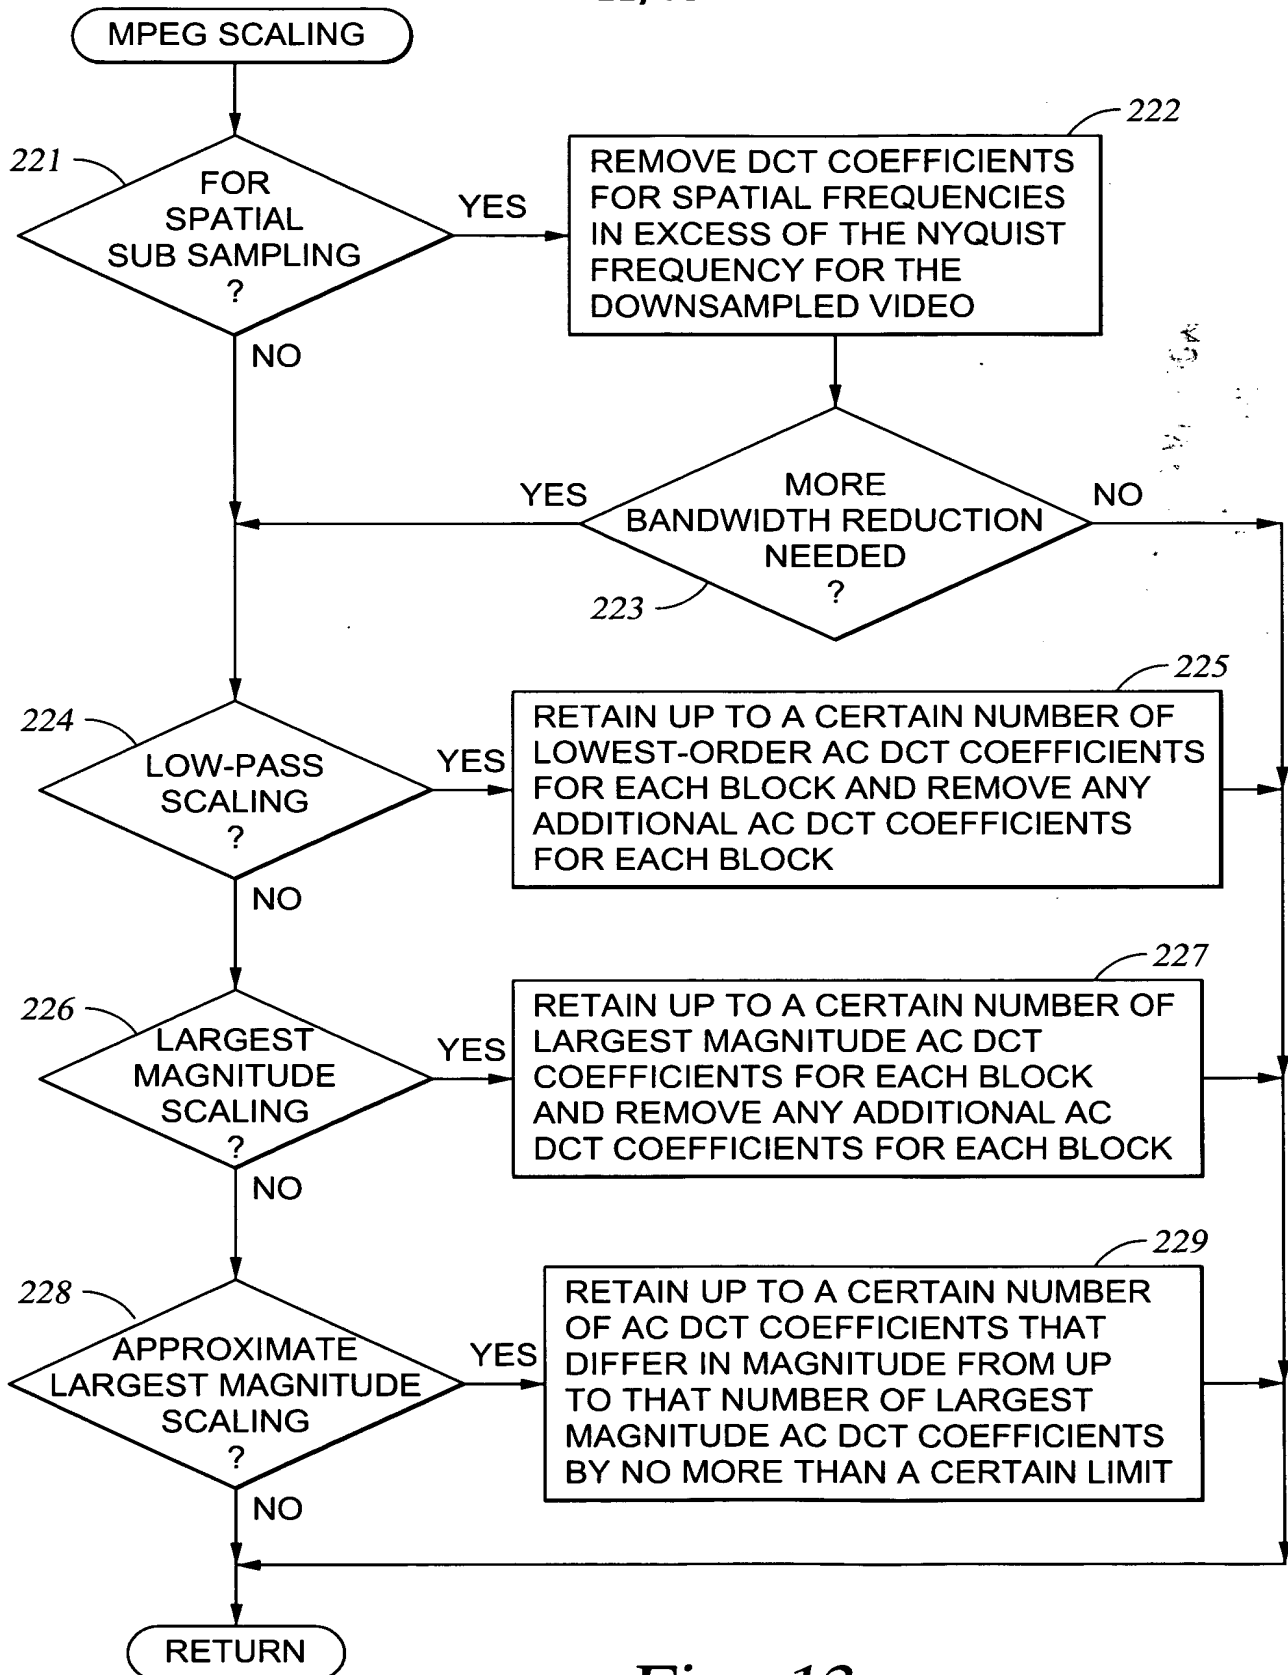 MPEG SCALING
221
FOR
SPATIAL
SUB SAMPLING
?
YES
NO
222
REMOVE DCT COEFFICIENTS
FOR SPATIAL FREQUENCIES
IN EXCESS OF THE NYQUIST
FREQUENCY FOR THE
DOWNSAMPLED VIDEO
YES
MORE
BANDWIDTH REDUCTION
NEEDED
?
NO
223
224
LOW-PASS
SCALING
?
YES
NO
225
RETAIN UP TO A CERTAIN NUMBER OF
LOWEST-ORDER AC DCT COEFFICIENTS
FOR EACH BLOCK AND REMOVE ANY
ADDITIONAL AC DCT COEFFICIENTS
FOR EACH BLOCK
226
LARGEST
MAGNITUDE
SCALING
?
YES
NO
227
RETAIN UP TO A CERTAIN NUMBER OF
LARGEST MAGNITUDE AC DCT
COEFFICIENTS FOR EACH BLOCK
AND REMOVE ANY ADDITIONAL AC
DCT COEFFICIENTS FOR EACH BLOCK
228
APPROXIMATE
LARGEST MAGNITUDE
SCALING
?
YES
NO
229
RETAIN UP TO A CERTAIN NUMBER
OF AC DCT COEFFICIENTS THAT
DIFFER IN MAGNITUDE FROM UP
TO THAT NUMBER OF LARGEST
MAGNITUDE AC DCT COEFFICIENTS
BY NO MORE THAN A CERTAIN LIMIT
RETURN